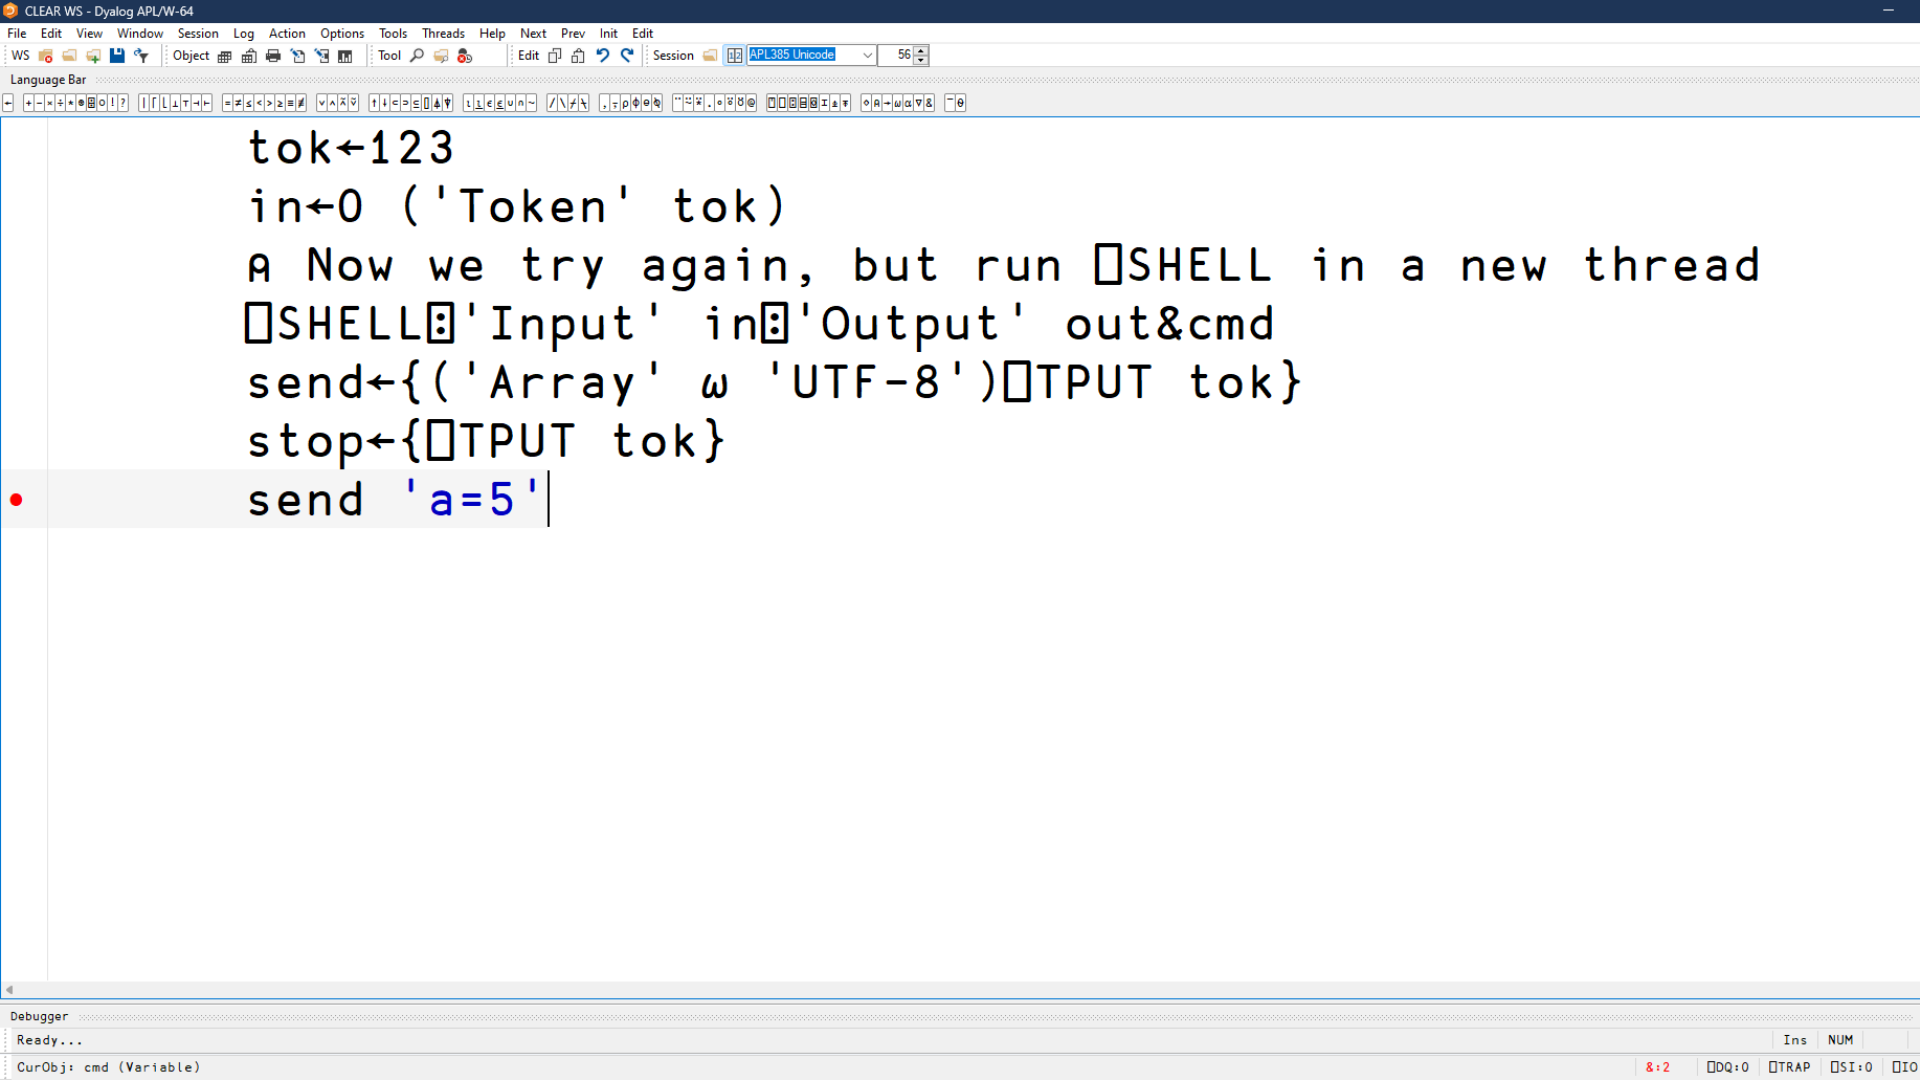 CLEAR WS - Dyalog APL/W-64
File Edit View Window Session Log Action Options Tools Threads Help Next Prev Init Edit
WS Object Tool Edit Session APL385 Unicode 56
Language Bar
tok←123
in←0 ('Token' tok)
⍝ Now we try again, but run ⎕SHELL in a new thread
⎕SHELL⍠'Input' in⍠'Output' out&cmd
send←{('Array' ⍵ 'UTF-8')⎕TPUT tok}
stop←{⎕TPUT tok}
send 'a=5'
Debugger
Ready... Ins NUM
CurObj: cmd (Variable) &:2 ⎕DQ:0 ⎕TRAP ⎕SI:0 ⎕IO